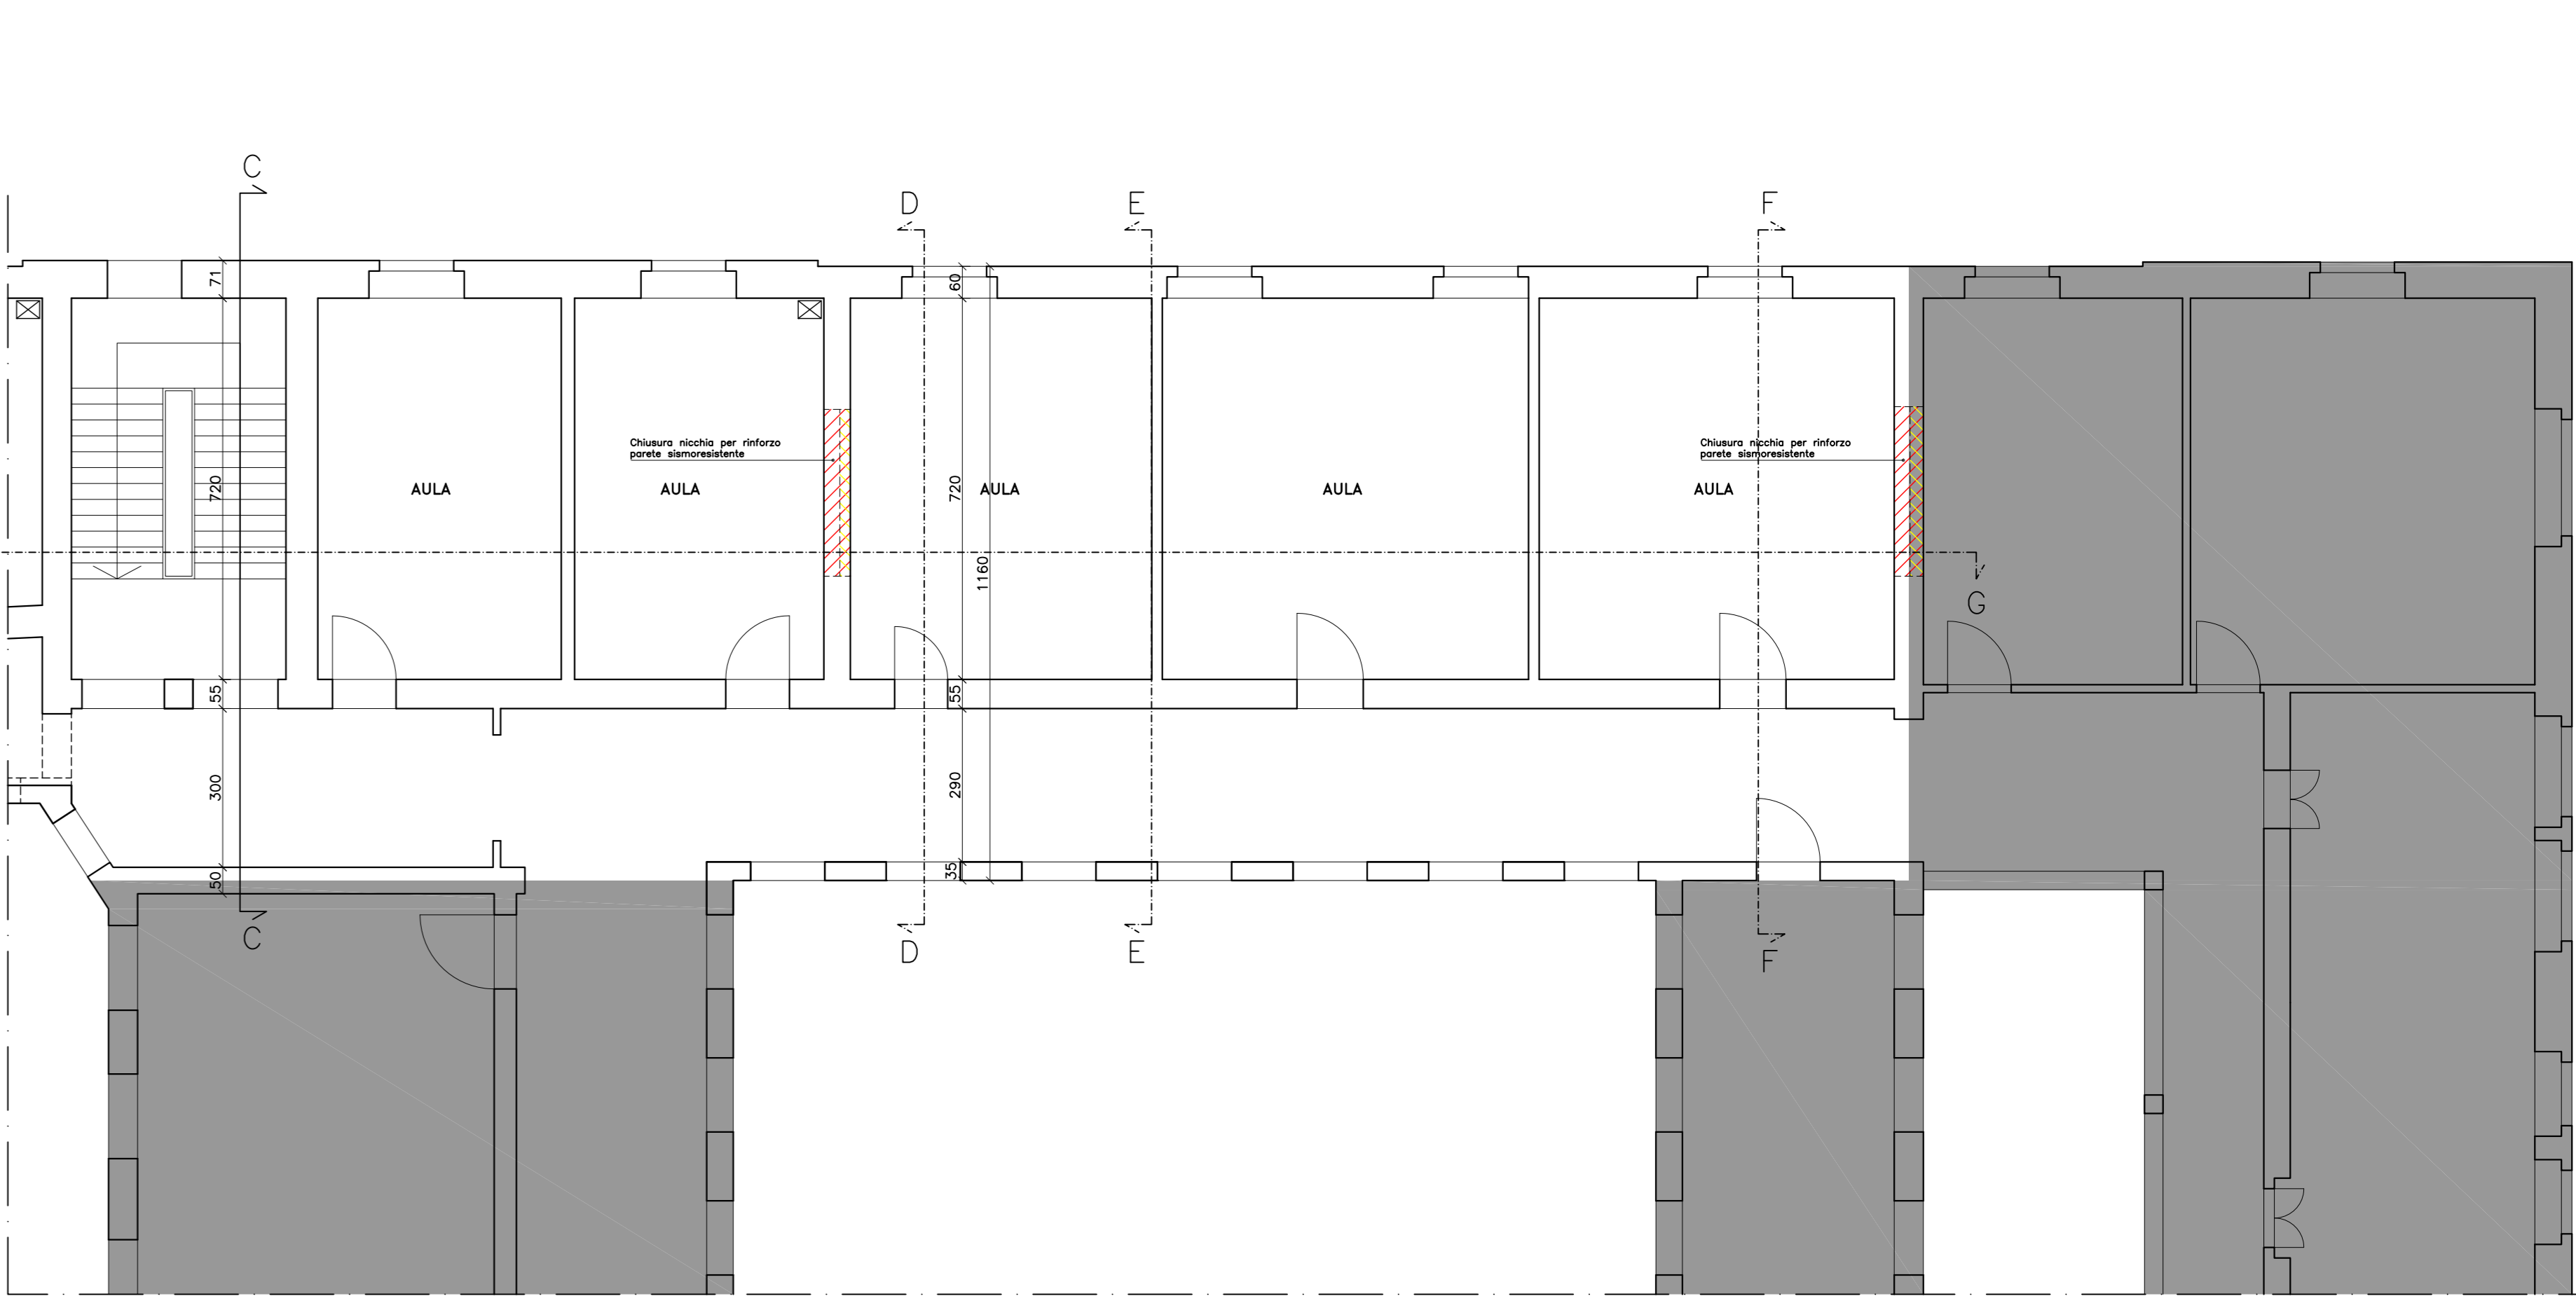 C
D
E
F
71
60
Chiusura nicchia per rinforzo
parete sismoresistente
Chiusura nicchia per rinforzo
parete sismoresistente
720
AULA
AULA
720
AULA
AULA
AULA
1160
G
55
55
300
290
50
35
C
D
E
F